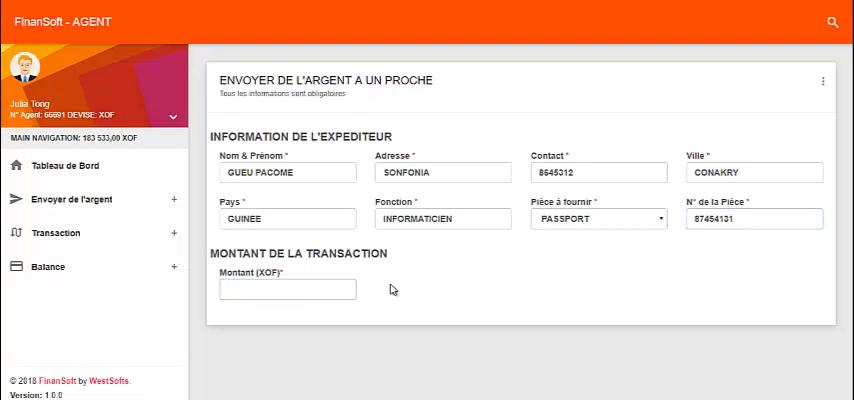 FinanSoft - AGENT
Julia Tong
N° Agent: 66691 DEVISE: XOF
MAIN NAVIGATION: 183 533,00 XOF
Tableau de Bord
Envoyer de l'argent +
Transaction +
Balance +
© 2018 FinanSoft by WestSofts.
Version: 1.0.0
ENVOYER DE L'ARGENT A UN PROCHE
Tous les informations sont obligatoires
INFORMATION DE L'EXPEDITEUR
Nom & Prénom * Adresse * Contact * Ville *
GUEU PACOME SONFONIA 8645312 CONAKRY
Pays * Fonction * Pièce à fournir * N° de la Pièce *
GUINEE INFORMATICIEN PASSPORT 87454131
MONTANT DE LA TRANSACTION
Montant (XOF)*